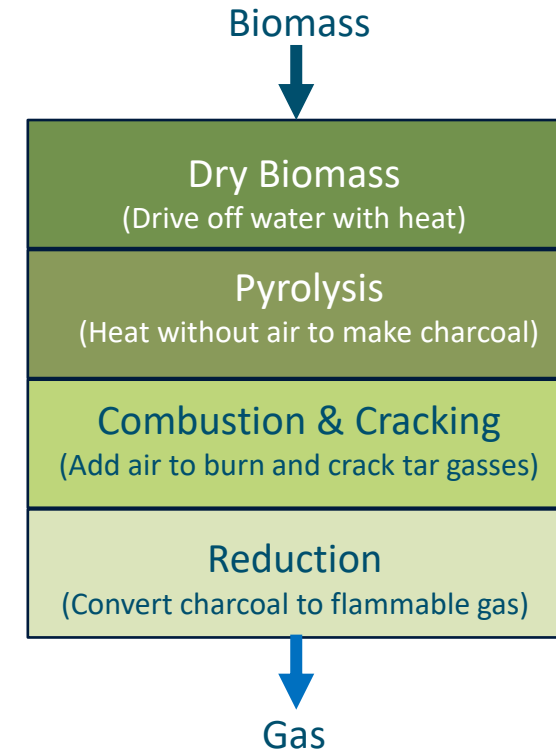 Biomass
Dry Biomass
(Drive off water with heat)
Pyrolysis
(Heat without air to make charcoal)
Combustion & Cracking
(Add air to burn and crack tar gasses)
Reduction
(Convert charcoal to flammable gas)
Gas